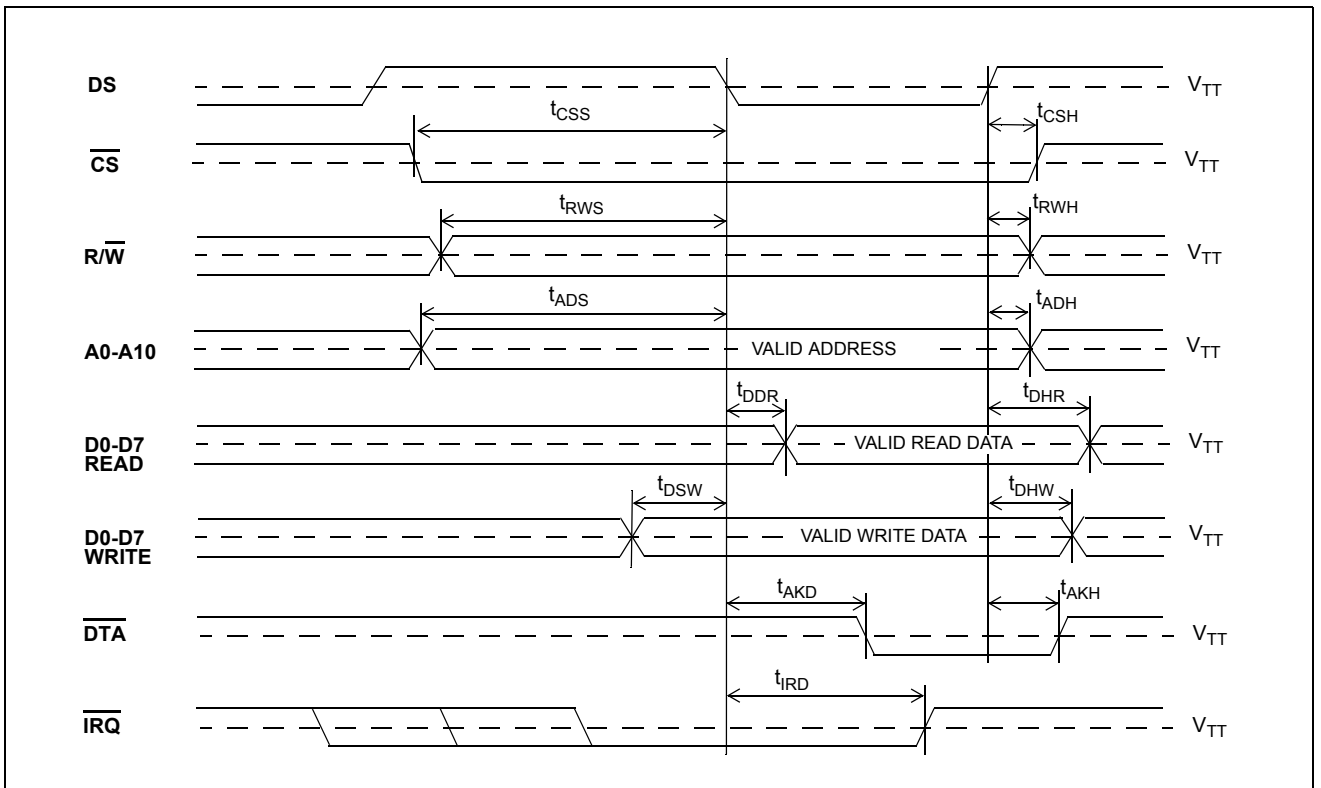 DS
VTT
tCSS
tCSH
CS
VTT
tRWS
tRWH
R/W
VTT
tADS
tADH
A0-A10
VALID ADDRESS
VTT
tDDR
tDHR
D0-D7
READ
VALID READ DATA
VTT
tDSW
tDHW
D0-D7
WRITE
VALID WRITE DATA
VTT
tAKD
tAKH
DTA
VTT
tIRD
IRQ
VTT